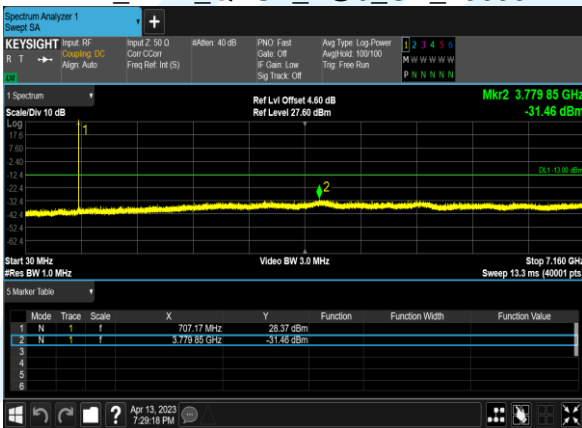 Spectrum Analyzer 1
Swept SA
+
KEYSIGHT
R T
LW
Input: RF
Coupling: DC
Align: Auto
Input Z: 50 Ω
Corr CCorr
Freq Ref: Int (S)
#Atten: 40 dB
PNO: Fast
Gate: Off
IF Gain: Low
Sig Track: Off
Avg Type: Log-Power
Avg|Hold: 100/100
Trig: Free Run
1 2 3 4 5 6
M W W W W W
P N N N N N
1 Spectrum
Scale/Div 10 dB
Ref Lvl Offset 4.60 dB
Ref Level 27.60 dBm
Mkr2 3.779 85 GHz
-31.46 dBm
Log
17.6
7.60
-2.40
-12.4
-22.4
-32.4
-42.4
-52.4
-62.4
1
DL1 -13.00 dBm
2
Start 30 MHz
#Res BW 1.0 MHz
Video BW 3.0 MHz
Stop 7.160 GHz
Sweep 13.3 ms (40001 pts)
5 Marker Table
Mode Trace Scale X Y Function Function Width Function Value
1 N 1 f 707.17 MHz 28.37 dBm
2 N 1 f 3.779 85 GHz -31.46 dBm
3
4
5
6
?
Apr 13, 2023
7:29:18 PM